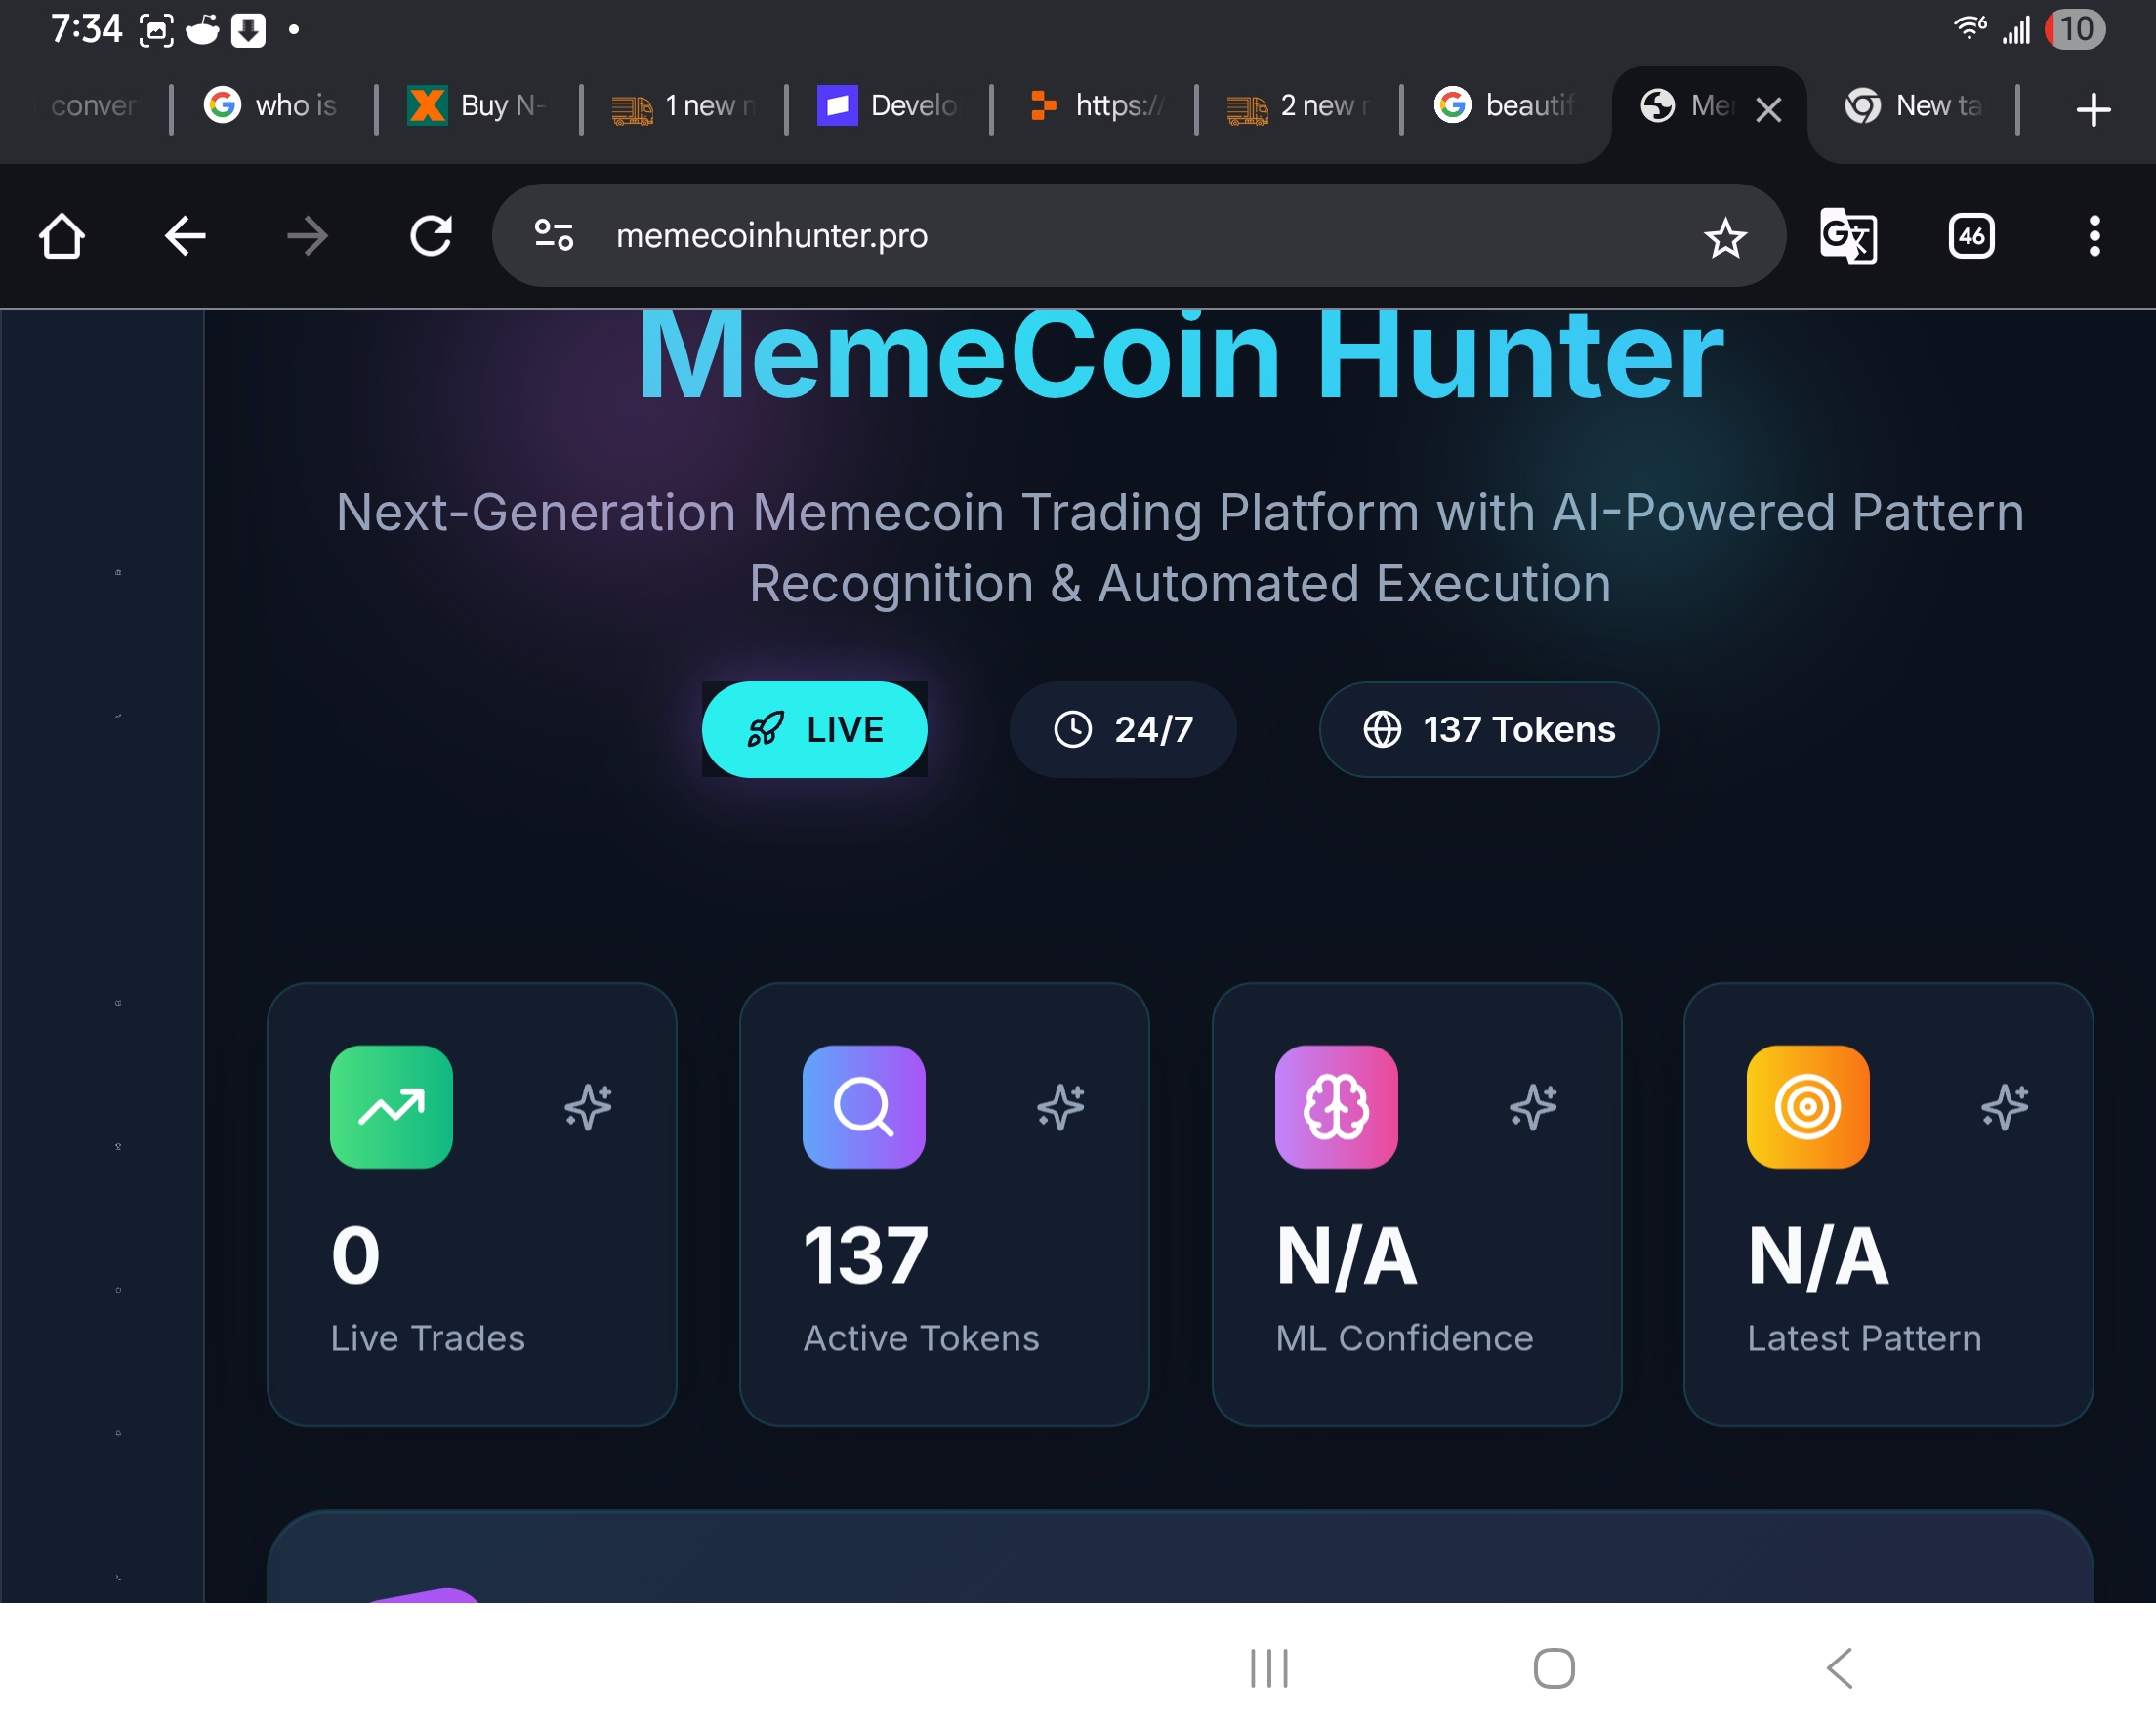 7:34
6
10
conver
who is
Buy N-
1 new n
Develo
https://
2 new r
beautif
Me
New ta
memecoinhunter.pro
46
MemeCoin Hunter
Next-Generation Memecoin Trading Platform with AI-Powered Pattern
Recognition & Automated Execution
LIVE
24/7
137 Tokens
0
Live Trades
137
Active Tokens
N/A
ML Confidence
N/A
Latest Pattern